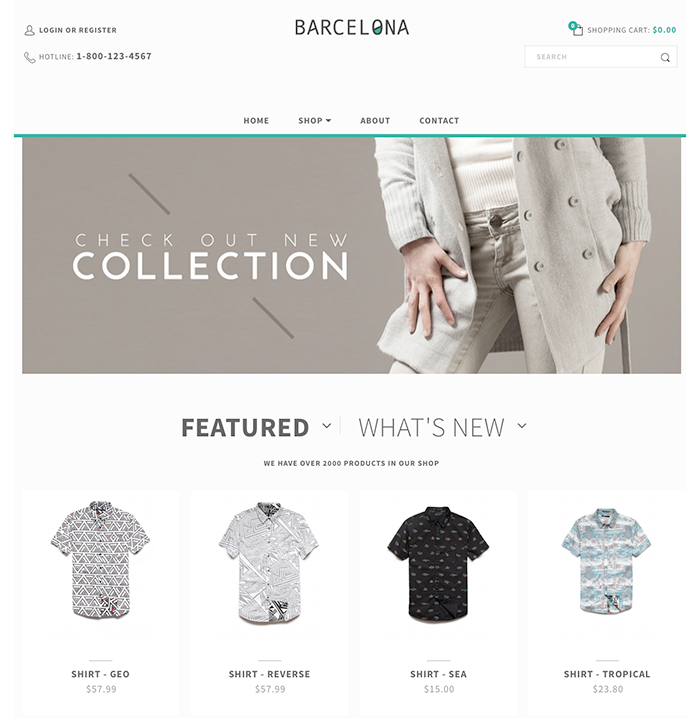 LOGIN OR REGISTER
BARCELONA
0 SHOPPING CART: $0.00
HOTLINE: 1-800-123-4567
SEARCH
HOME SHOP ABOUT CONTACT
CHECK OUT NEW
COLLECTION
FEATURED WHAT'S NEW
WE HAVE OVER 2000 PRODUCTS IN OUR SHOP
SHIRT - GEO
$57.99
SHIRT - REVERSE
$57.99
SHIRT - SEA
$15.00
SHIRT - TROPICAL
$23.80